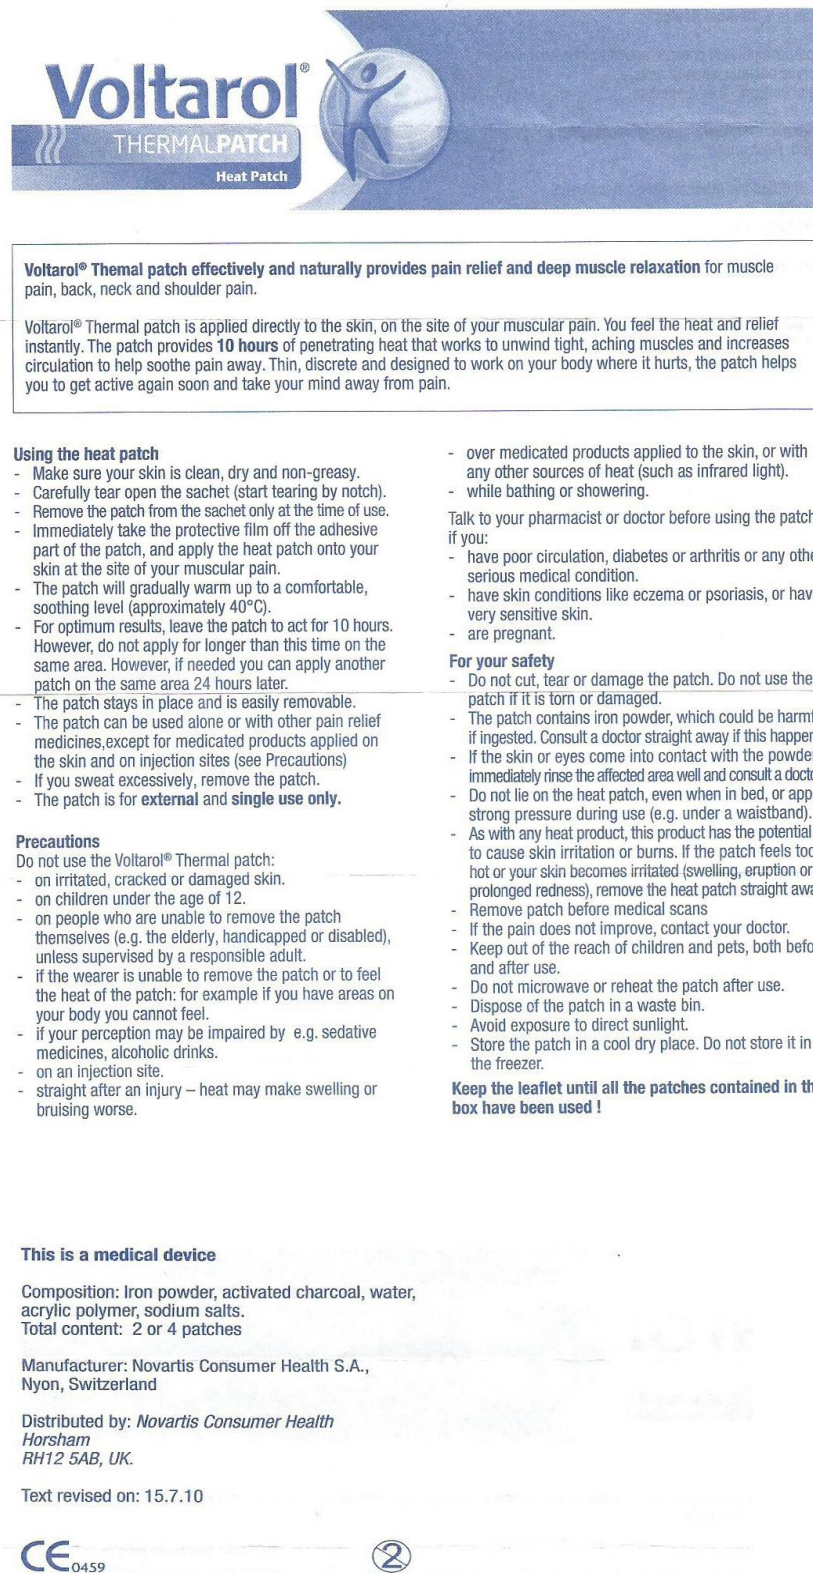 Voltarol®
THERMALPATCH
Heat Patch
Voltarol® Themal patch effectively and naturally provides pain relief and deep muscle relaxation for muscle
pain, back, neck and shoulder pain.
Voltarol® Thermal patch is applied directly to the skin, on the site of your muscular pain. You feel the heat and relief
instantly. The patch provides 10 hours of penetrating heat that works to unwind tight, aching muscles and increases
circulation to help soothe pain away. Thin, discrete and designed to work on your body where it hurts, the patch helps
you to get active again soon and take your mind away from pain.
Using the heat patch
- Make sure your skin is clean, dry and non-greasy.
- Carefully tear open the sachet (start tearing by notch).
- Remove the patch from the sachet only at the time of use.
- Immediately take the protective film off the adhesive
part of the patch, and apply the heat patch onto your
skin at the site of your muscular pain.
- The patch will gradually warm up to a comfortable,
soothing level (approximately 40°C).
- For optimum results, leave the patch to act for 10 hours.
However, do not apply for longer than this time on the
same area. However, if needed you can apply another
patch on the same area 24 hours later.
- The patch stays in place and is easily removable.
- The patch can be used alone or with other pain relief
medicines,except for medicated products applied on
the skin and on injection sites (see Precautions)
- If you sweat excessively, remove the patch.
- The patch is for external and single use only.
Precautions
Do not use the Voltarol® Thermal patch:
- on irritated, cracked or damaged skin.
- on children under the age of 12.
- on people who are unable to remove the patch
themselves (e.g. the elderly, handicapped or disabled),
unless supervised by a responsible adult.
- if the wearer is unable to remove the patch or to feel
the heat of the patch: for example if you have areas on
your body you cannot feel.
- if your perception may be impaired by e.g. sedative
medicines, alcoholic drinks.
- on an injection site.
- straight after an injury – heat may make swelling or
bruising worse.
- over medicated products applied to the skin, or with
any other sources of heat (such as infrared light).
- while bathing or showering.
Talk to your pharmacist or doctor before using the patch
if you:
- have poor circulation, diabetes or arthritis or any othe
serious medical condition.
- have skin conditions like eczema or psoriasis, or hav
very sensitive skin.
- are pregnant.
For your safety
- Do not cut, tear or damage the patch. Do not use the
patch if it is torn or damaged.
- The patch contains iron powder, which could be harmf
if ingested. Consult a doctor straight away if this happen
- If the skin or eyes come into contact with the powde
immediately rinse the affected area well and consult a docto
- Do not lie on the heat patch, even when in bed, or app
strong pressure during use (e.g. under a waistband).
- As with any heat product, this product has the potential
to cause skin irritation or burns. If the patch feels too
hot or your skin becomes irritated (swelling, eruption or
prolonged redness), remove the heat patch straight awa
- Remove patch before medical scans
- If the pain does not improve, contact your doctor.
- Keep out of the reach of children and pets, both befo
and after use.
- Do not microwave or reheat the patch after use.
- Dispose of the patch in a waste bin.
- Avoid exposure to direct sunlight.
- Store the patch in a cool dry place. Do not store it in
the freezer.
Keep the leaflet until all the patches contained in th
box have been used !
This is a medical device
Composition: Iron powder, activated charcoal, water,
acrylic polymer, sodium salts.
Total content: 2 or 4 patches
Manufacturer: Novartis Consumer Health S.A.,
Nyon, Switzerland
Distributed by: Novartis Consumer Health
Horsham
RH12 5AB, UK.
Text revised on: 15.7.10
CE 0459
2